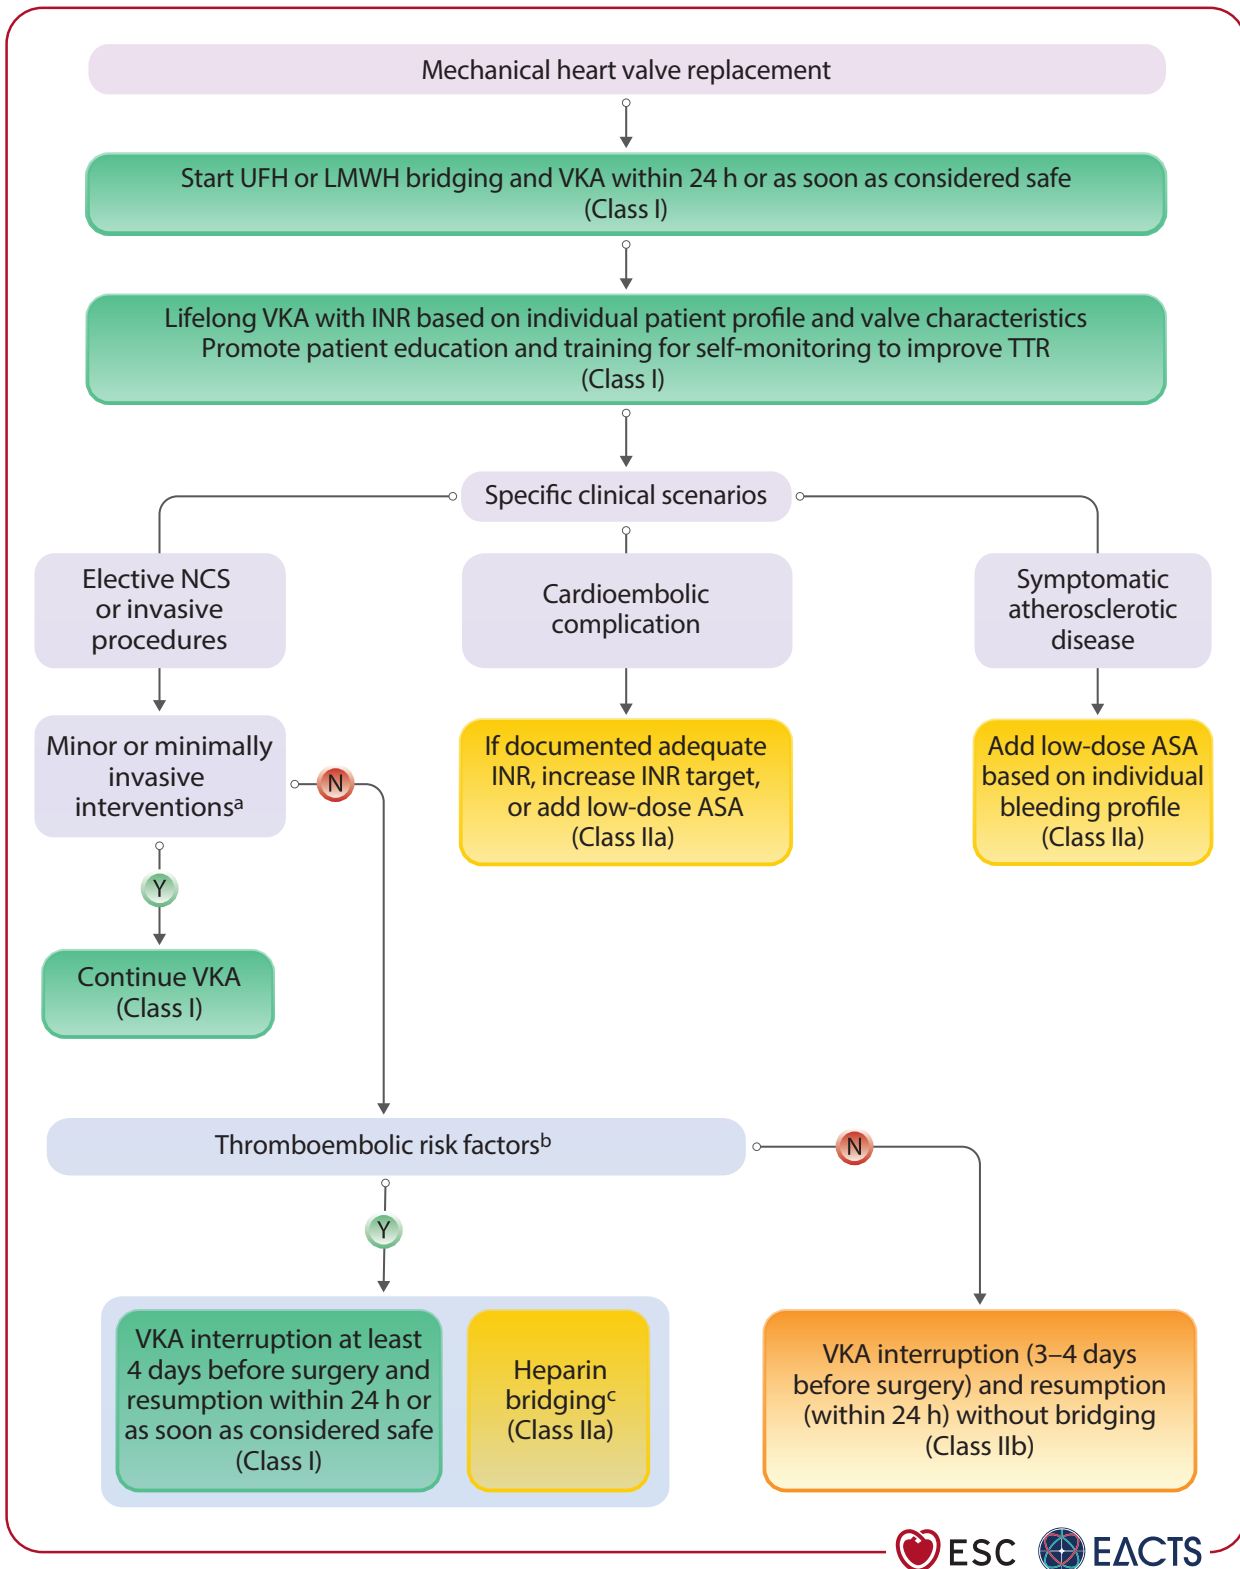 Mechanical heart valve replacement
Start UFH or LMWH bridging and VKA within 24 h or as soon as considered safe
(Class I)
Lifelong VKA with INR based on individual patient profile and valve characteristics
Promote patient education and training for self-monitoring to improve TTR
(Class I)
Specific clinical scenarios
Elective NCS
or invasive
procedures
Cardioembolic
complication
Symptomatic
atherosclerotic
disease
Minor or minimally
invasive
interventionsᵃ
N
If documented adequate
INR, increase INR target,
or add low-dose ASA
(Class IIa)
Add low-dose ASA
based on individual
bleeding profile
(Class IIa)
Y
Continue VKA
(Class I)
Thromboembolic risk factorsᵇ
N
Y
VKA interruption at least
4 days before surgery and
resumption within 24 h or
as soon as considered safe
(Class I)
Heparin
bridgingᶜ
(Class IIa)
VKA interruption (3–4 days
before surgery) and resumption
(within 24 h) without bridging
(Class IIb)
ESC
EACTS